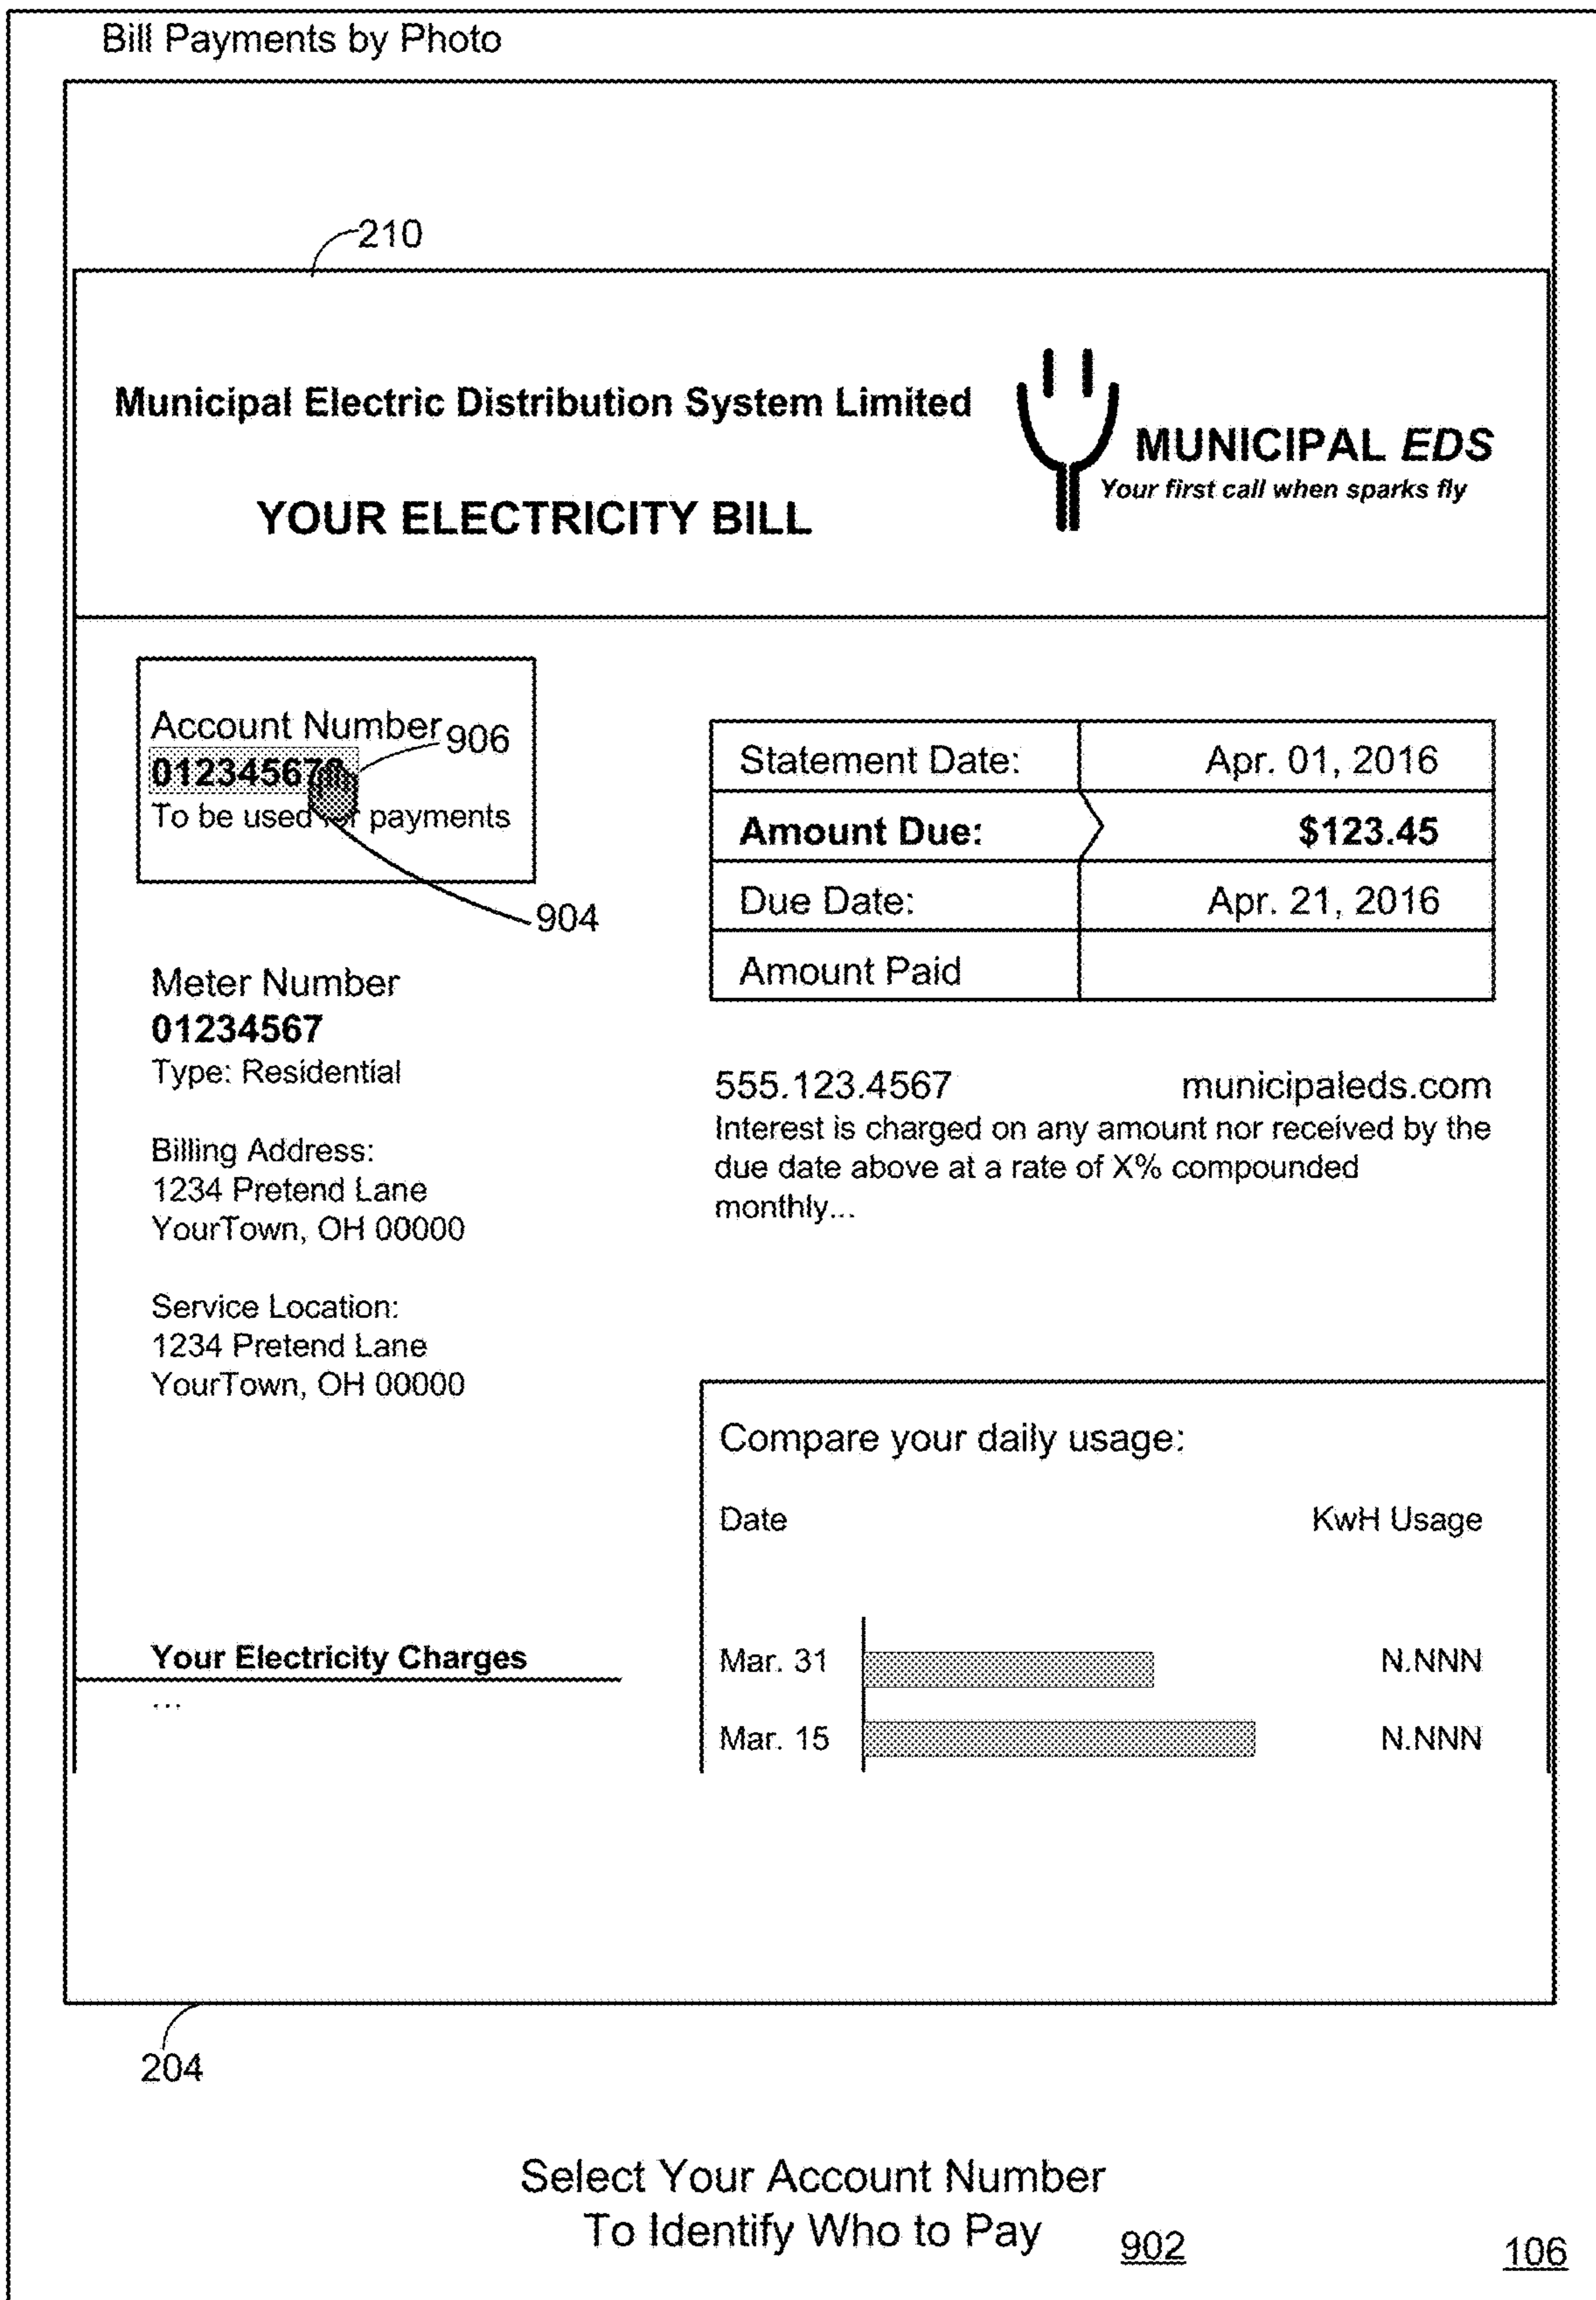 Bill Payments by Photo
210
Municipal Electric Distribution System Limited
MUNICIPAL EDS
Your first call when sparks fly
YOUR ELECTRICITY BILL
Account Number
906
012345678
To be used for payments
904
Statement Date: Apr. 01, 2016
Amount Due: $123.45
Due Date: Apr. 21, 2016
Amount Paid
Meter Number
01234567
Type: Residential
Billing Address:
1234 Pretend Lane
YourTown, OH 00000
Service Location:
1234 Pretend Lane
YourTown, OH 00000
555.123.4567 municipaleds.com
Interest is charged on any amount nor received by the
due date above at a rate of X% compounded
monthly...
Compare your daily usage:
Date KwH Usage
Mar. 31 N.NNN
Mar. 15 N.NNN
Your Electricity Charges
...
204
Select Your Account Number
To Identify Who to Pay
902
106